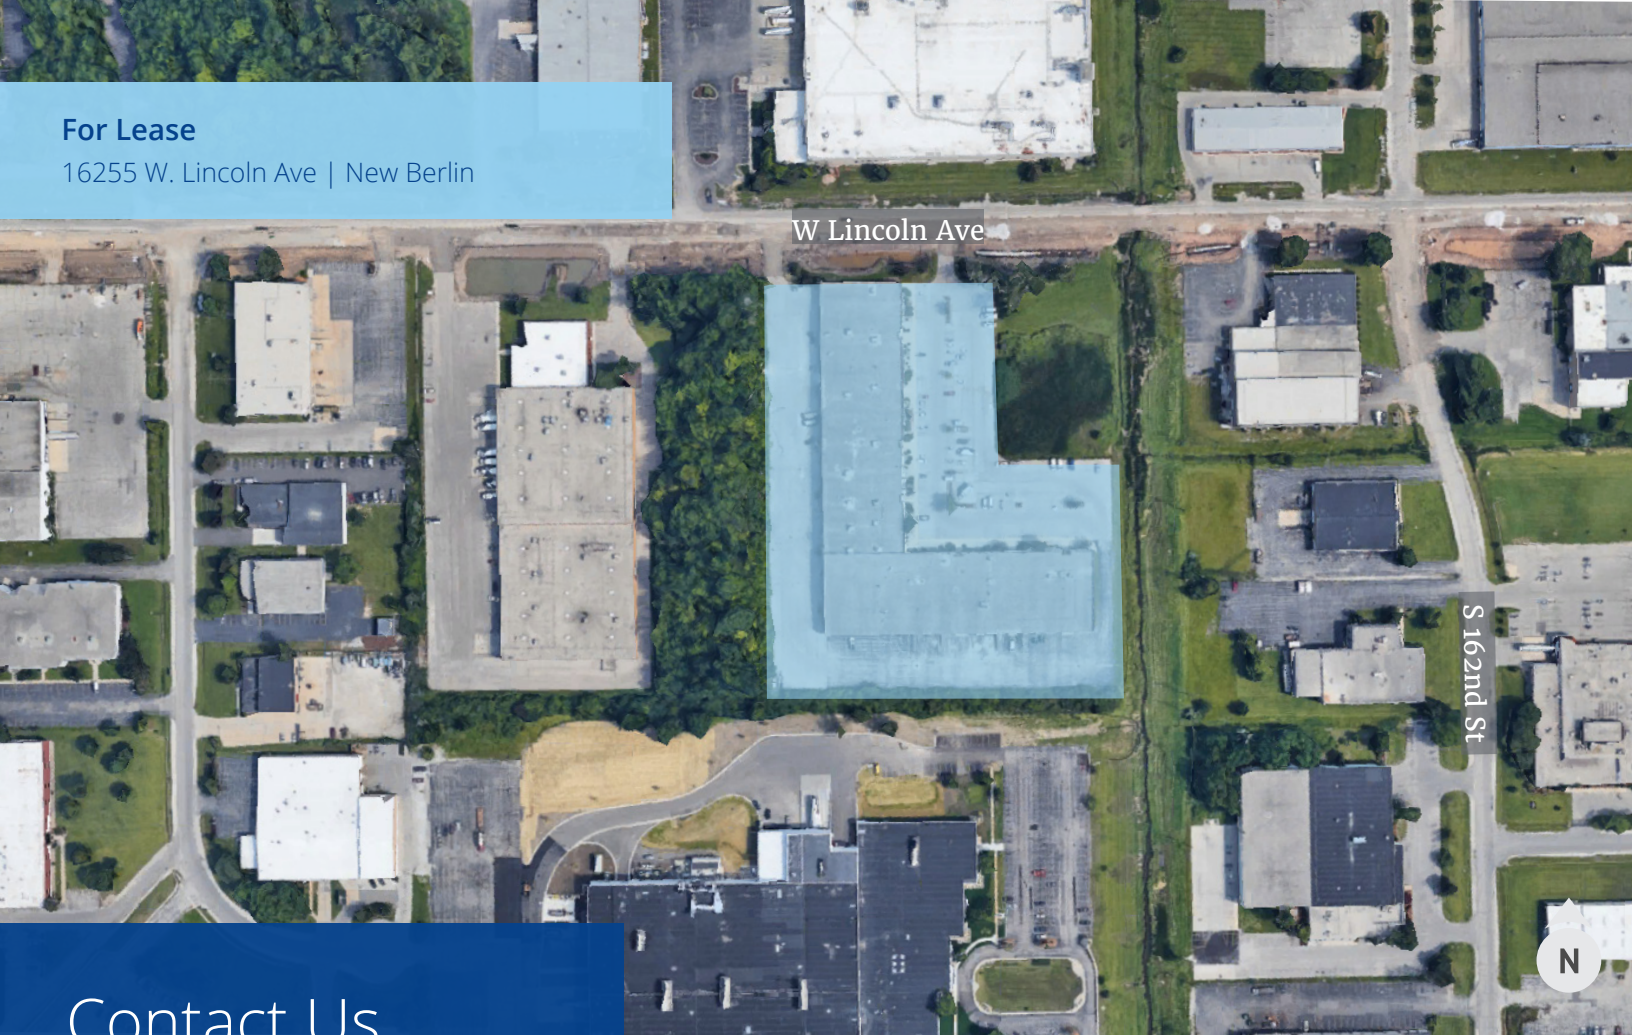 For Lease
16255 W. Lincoln Ave | New Berlin
W Lincoln Ave
S 162nd St
N
Contact Us